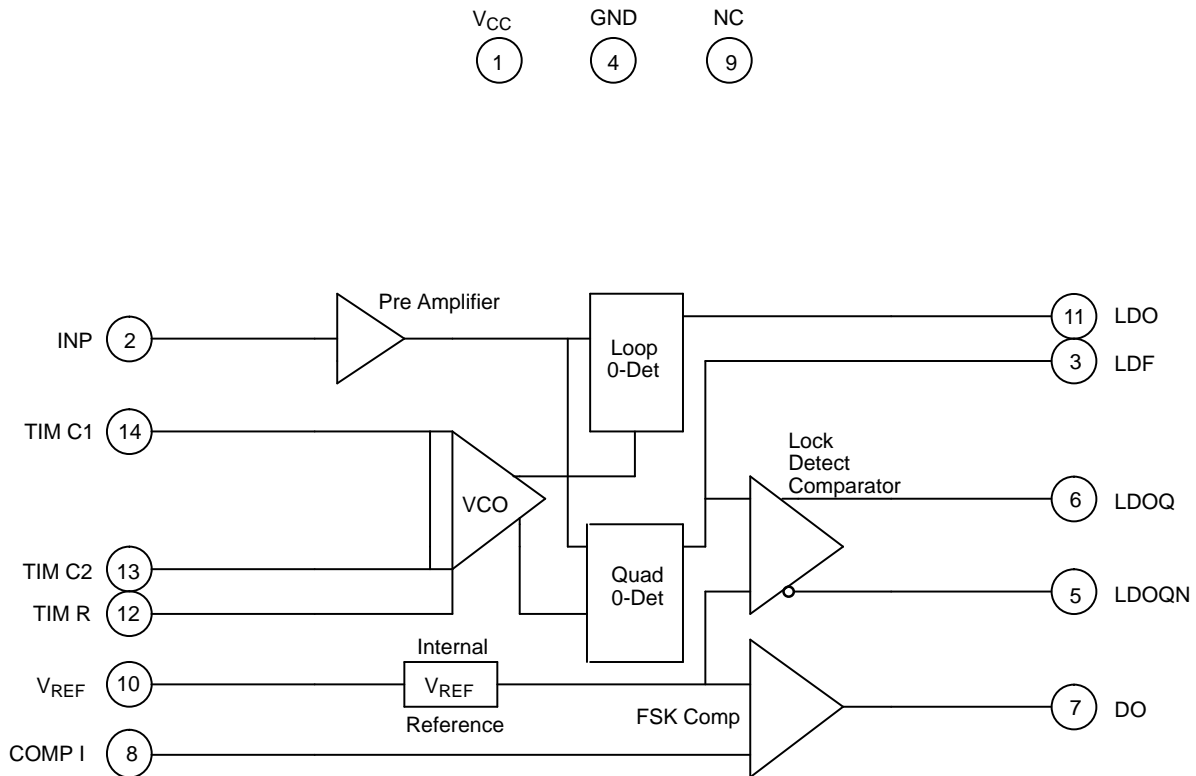 VCC GND NC
1 4 9
Pre Amplifier
INP 2
Loop
0-Det
11 LDO
3 LDF
TIM C1 14
VCO
Lock
Detect
Comparator
6 LDOQ
TIM C2 13
TIM R 12
Quad
0-Det
5 LDOQN
Internal
VREF 10
VREF
Reference
FSK Comp
7 DO
COMP I 8